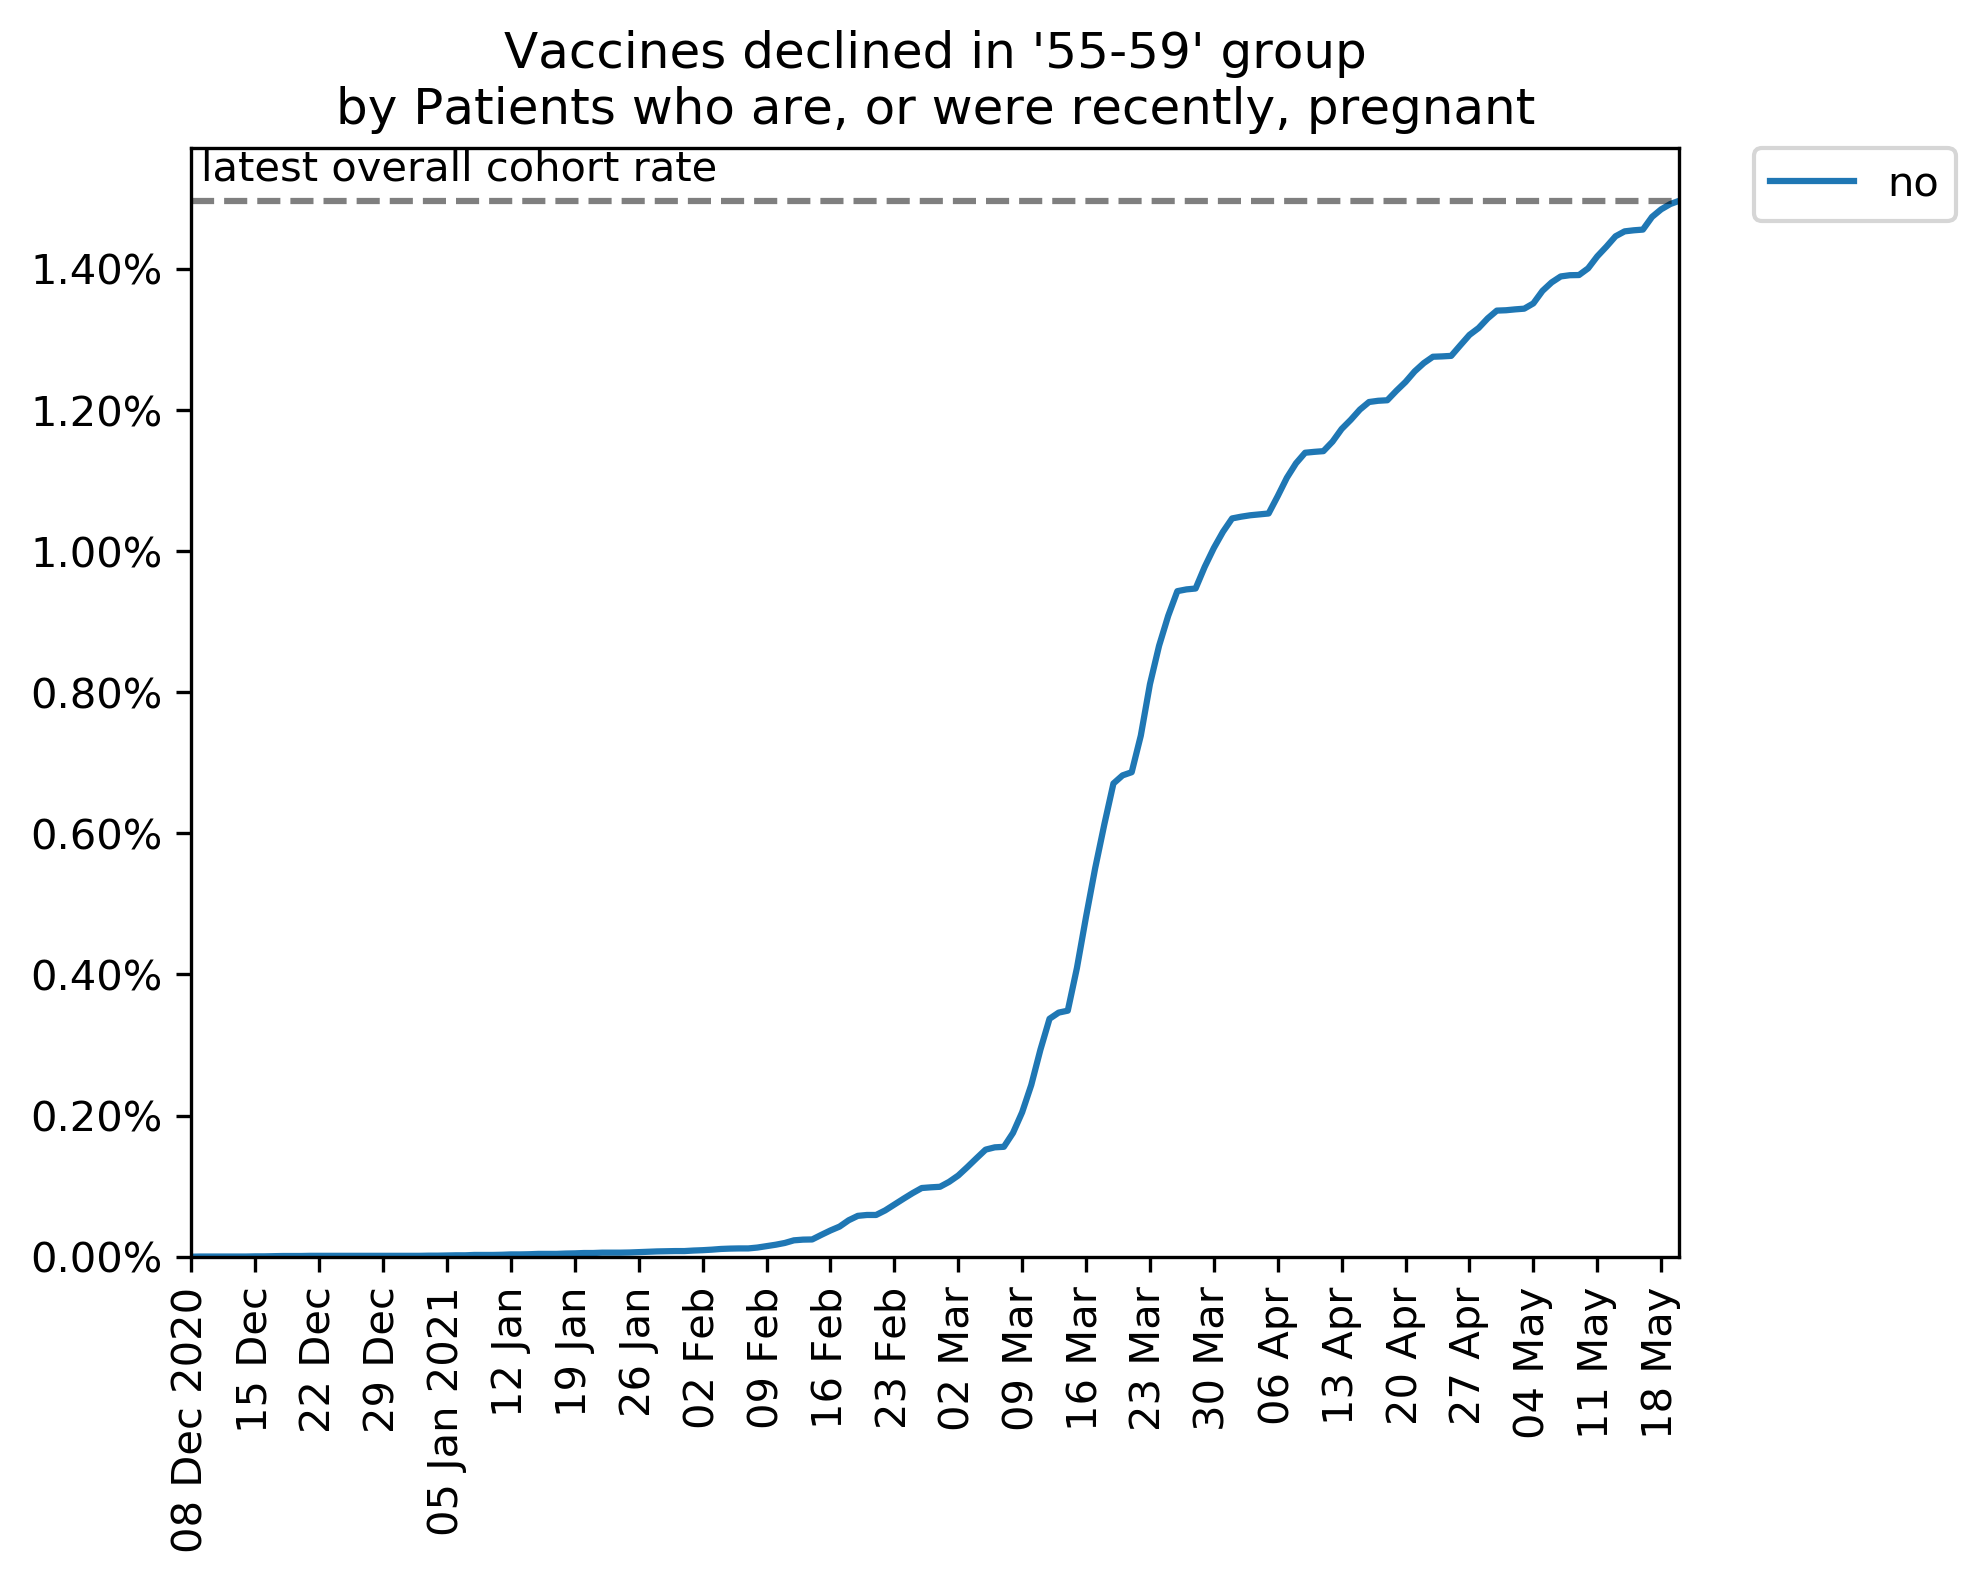 Vaccines declined in '55-59' group
by Patients who are, or were recently, pregnant
latest overall cohort rate
no
1.40%
1.20%
1.00%
0.80%
0.60%
0.40%
0.20%
0.00%
08 Dec 2020
15 Dec
22 Dec
29 Dec
05 Jan 2021
12 Jan
19 Jan
26 Jan
02 Feb
09 Feb
16 Feb
23 Feb
02 Mar
09 Mar
16 Mar
23 Mar
30 Mar
06 Apr
13 Apr
20 Apr
27 Apr
04 May
11 May
18 May